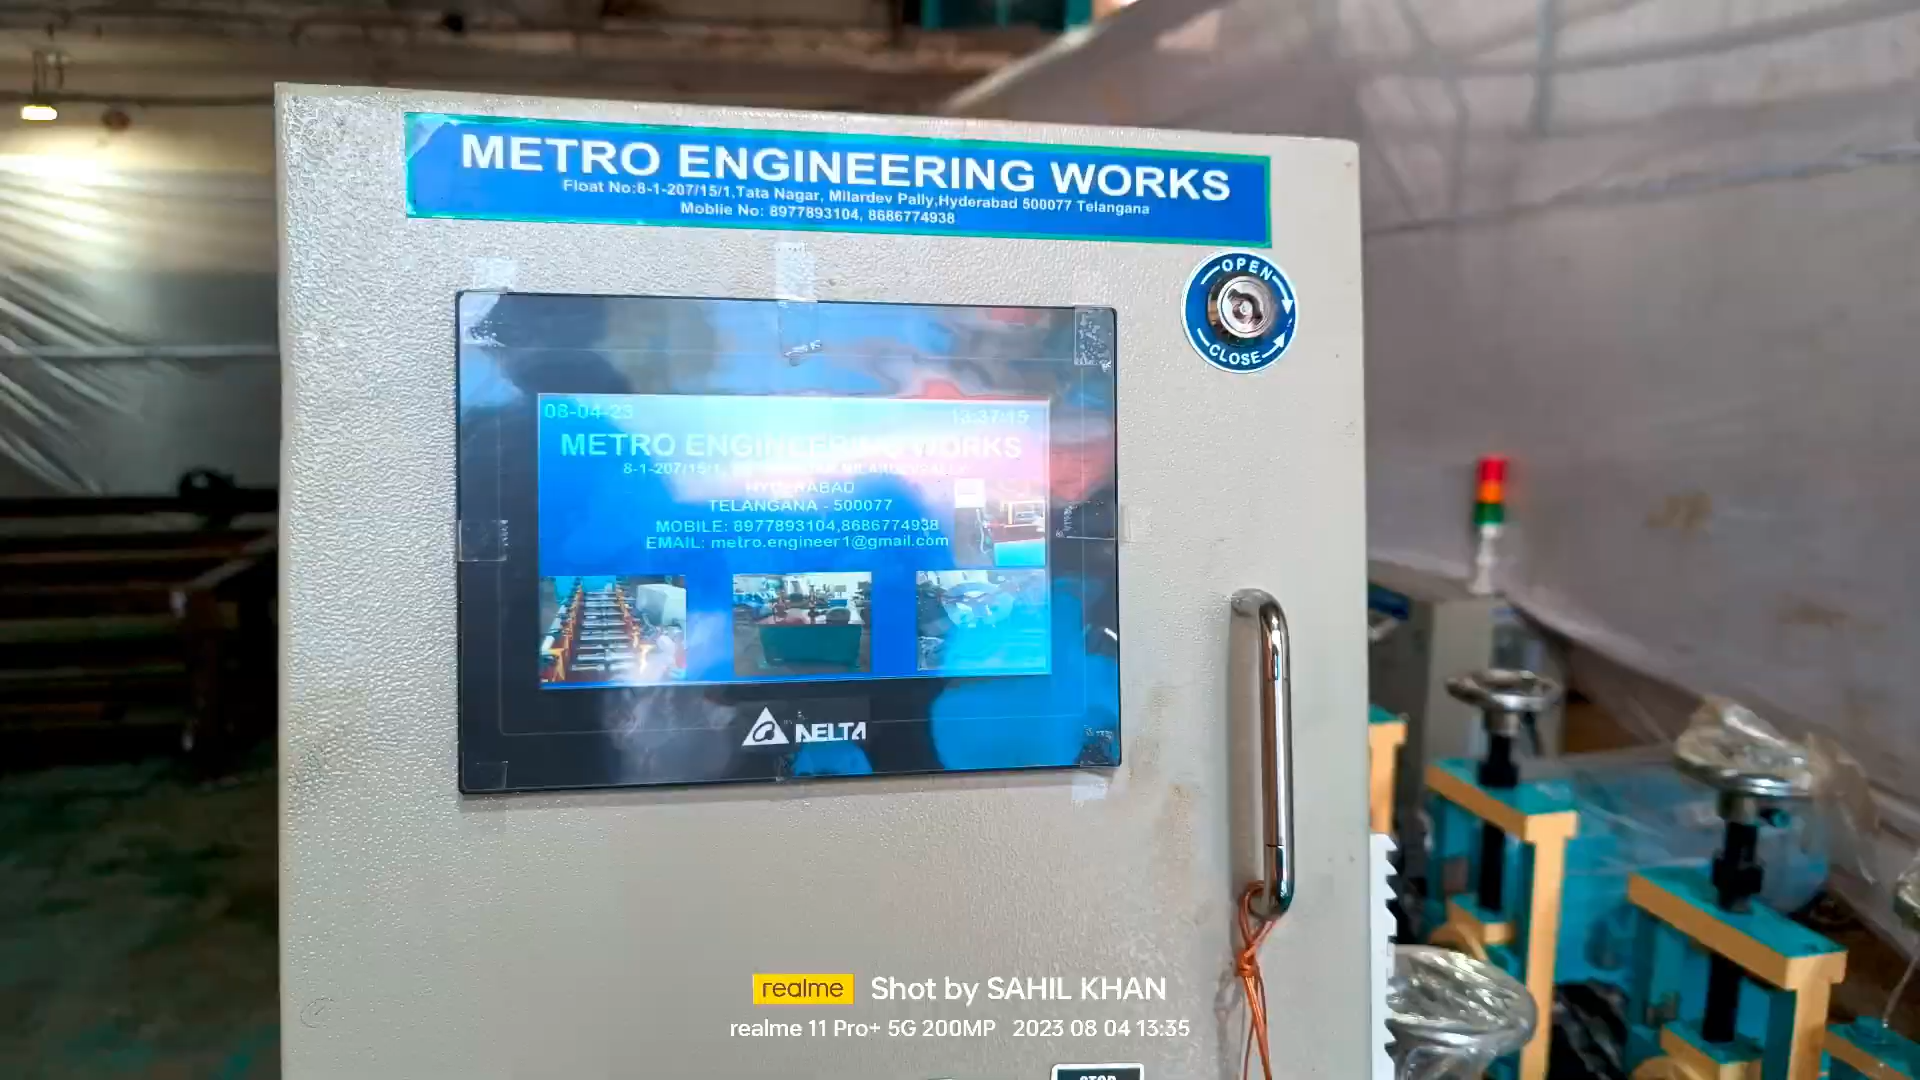 METRO ENGINEERING WORKS
Float No:8-1-207/15/1,Tata Nagar, Milardev Pally,Hyderabad 500077 Telangana
Moblie No: 8977893104, 8686774938
OPEN
CLOSE
08-04-23 13:37:15
METRO ENGINEERING WORKS
8-1-207/15/1,
HYDERABAD
TELANGANA - 500077
MOBILE: 8977893104,8686774938
EMAIL: metro.engineer1@gmail.com
NELTA
realme Shot by SAHIL KHAN
realme 11 Pro+ 5G 200MP 2023 08 04 13:35
STOP